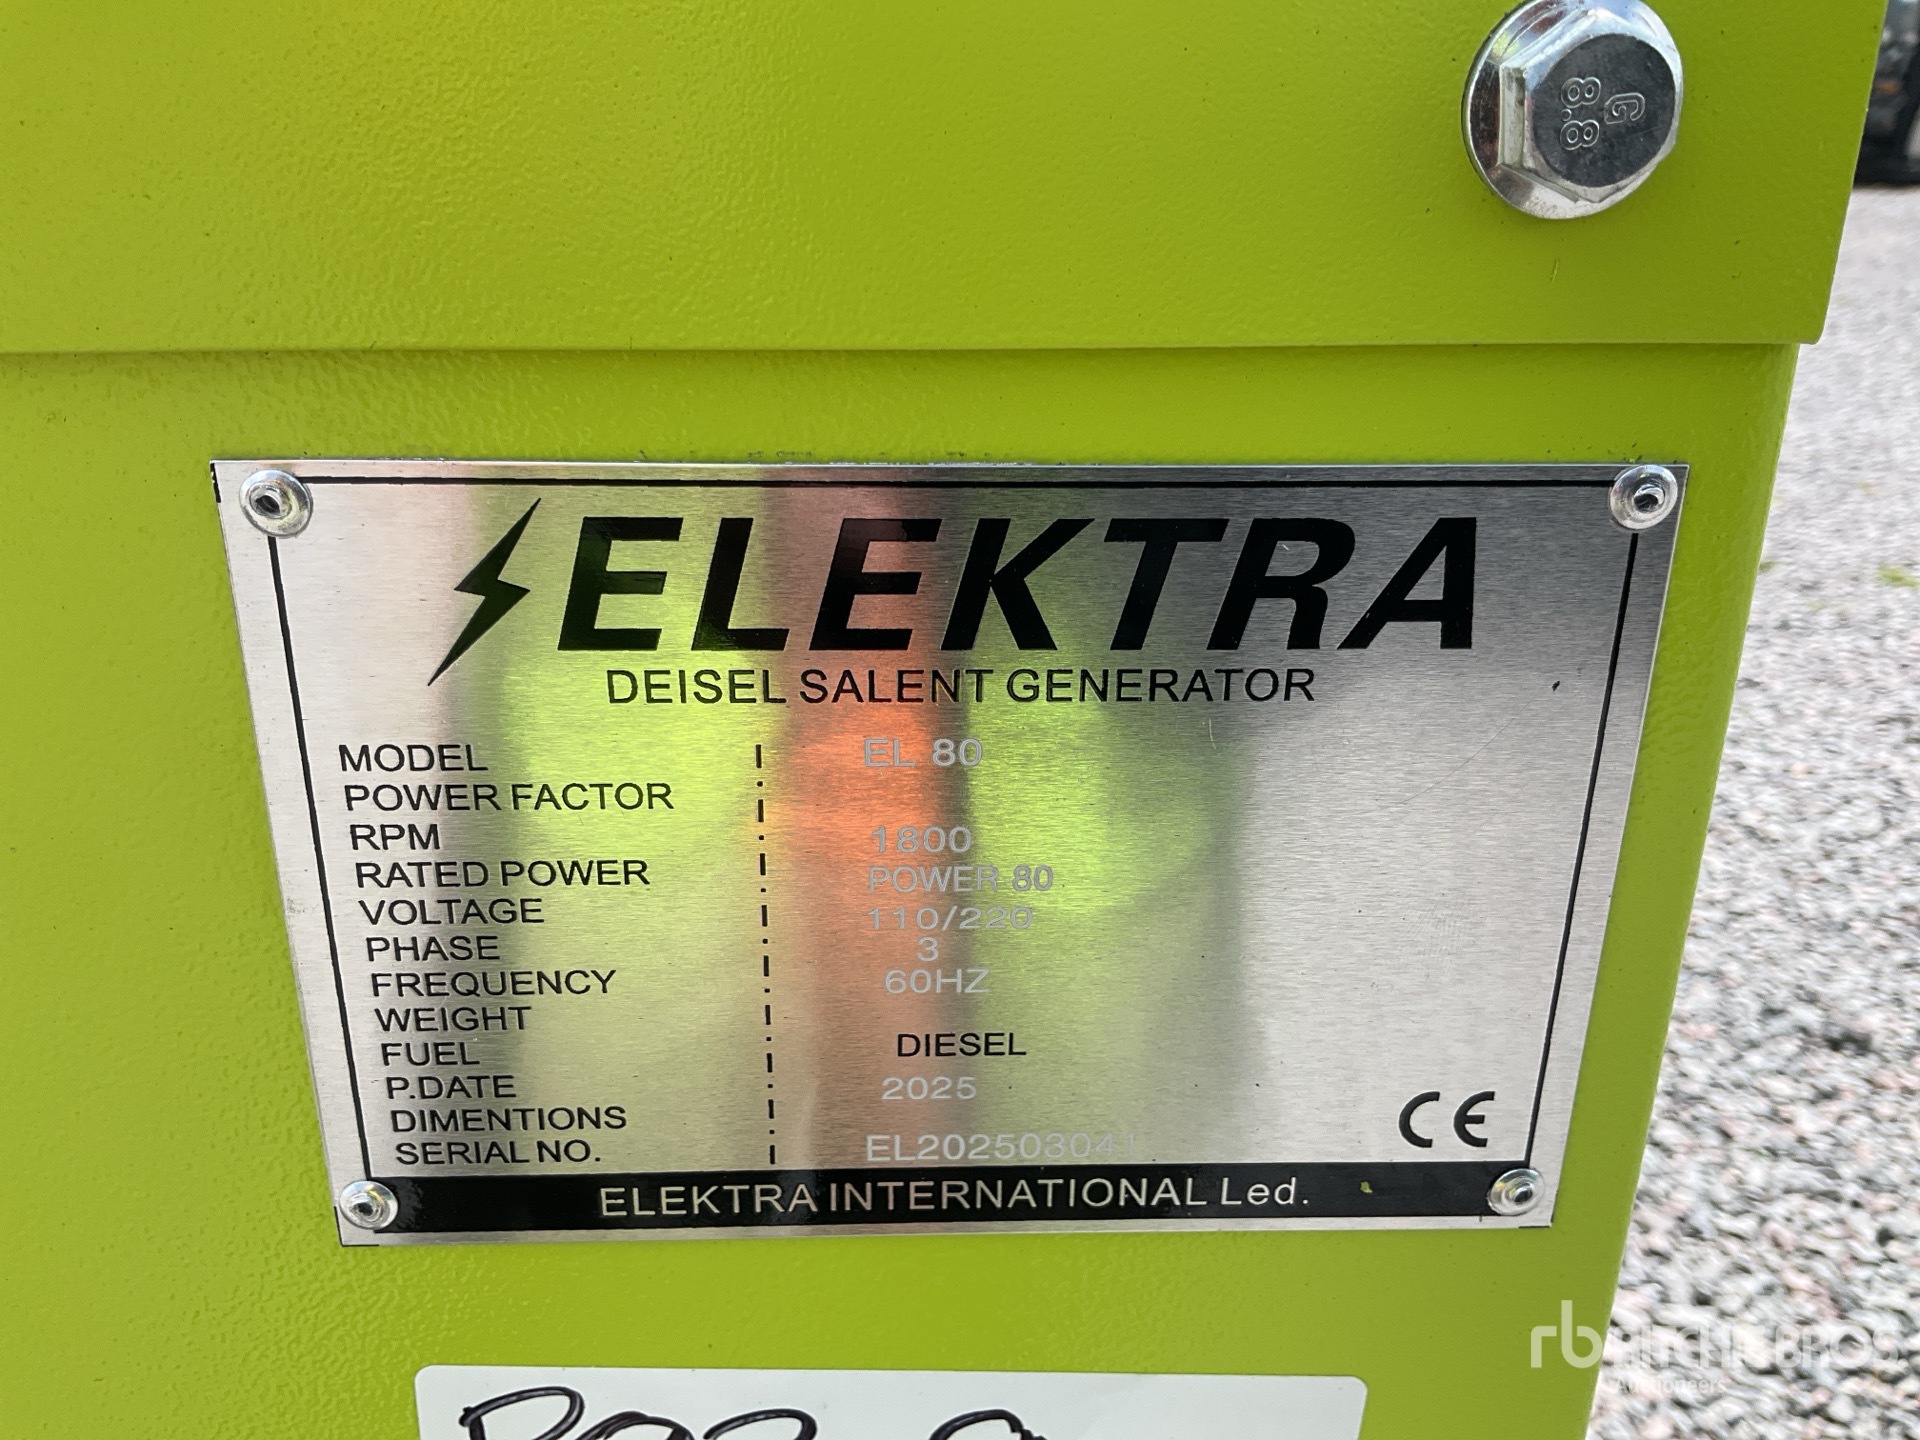 8.8
G
ELEKTRA
DEISEL SALENT GENERATOR
MODEL EL 80
POWER FACTOR
RPM 1800
RATED POWER POWER 80
VOLTAGE 110/220
PHASE 3
FREQUENCY 60HZ
WEIGHT
FUEL DIESEL
P.DATE 2025
DIMENTIONS
SERIAL NO. EL202503041
CE
ELEKTRA INTERNATIONAL Led.
rb RITCHIE BROS
Auctioneers